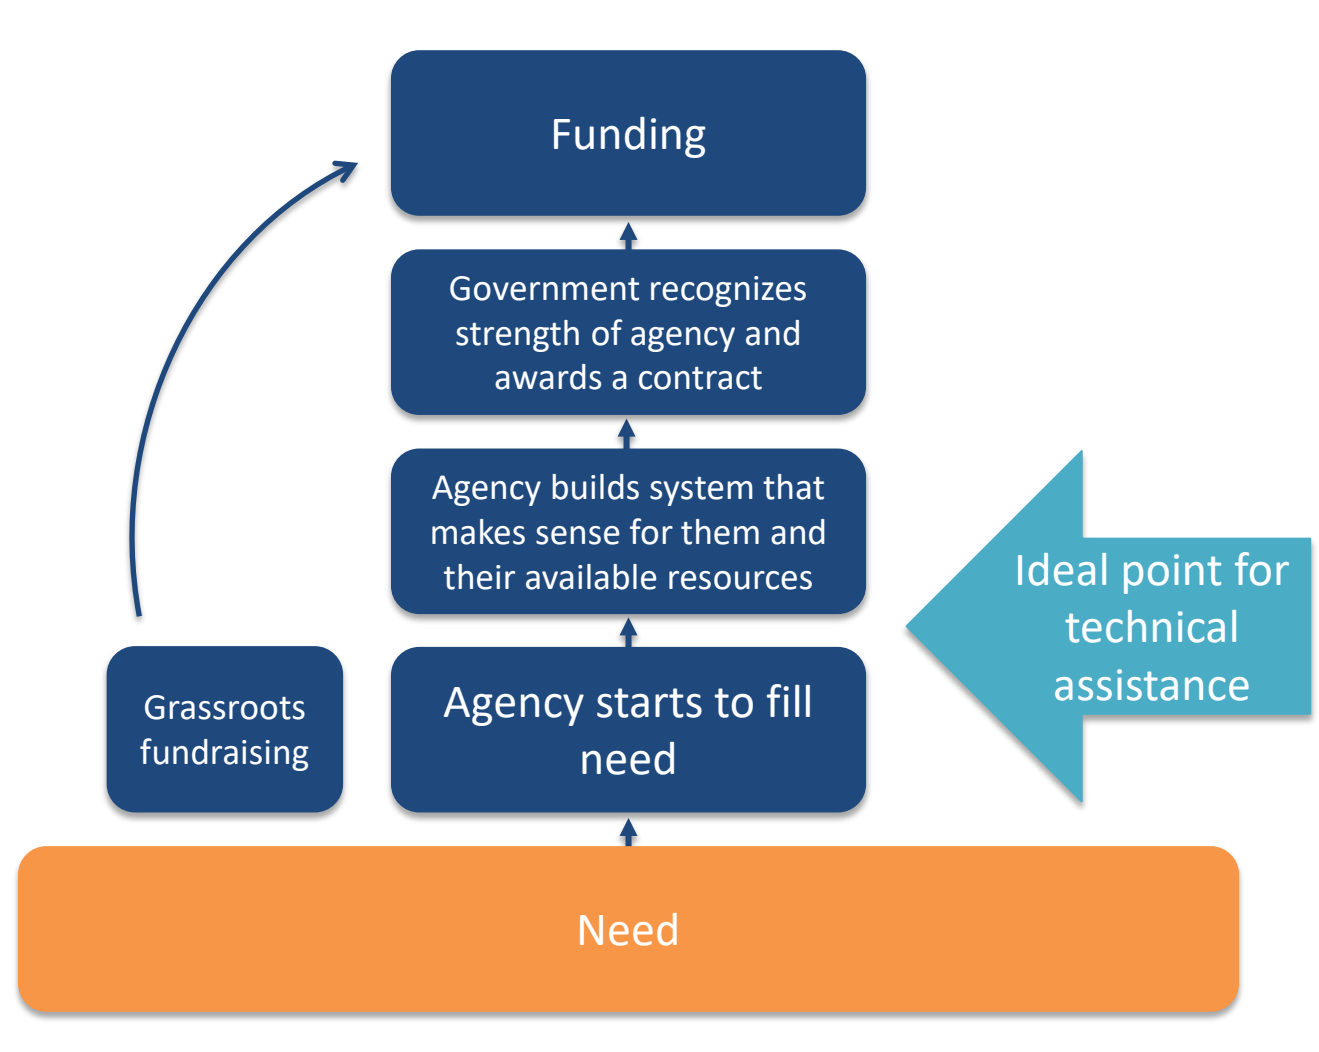 Funding
Government recognizes
strength of agency and
awards a contract
Agency builds system that
makes sense for them and
their available resources
Ideal point for
technical
assistance
Grassroots
fundraising
Agency starts to fill
need
Need